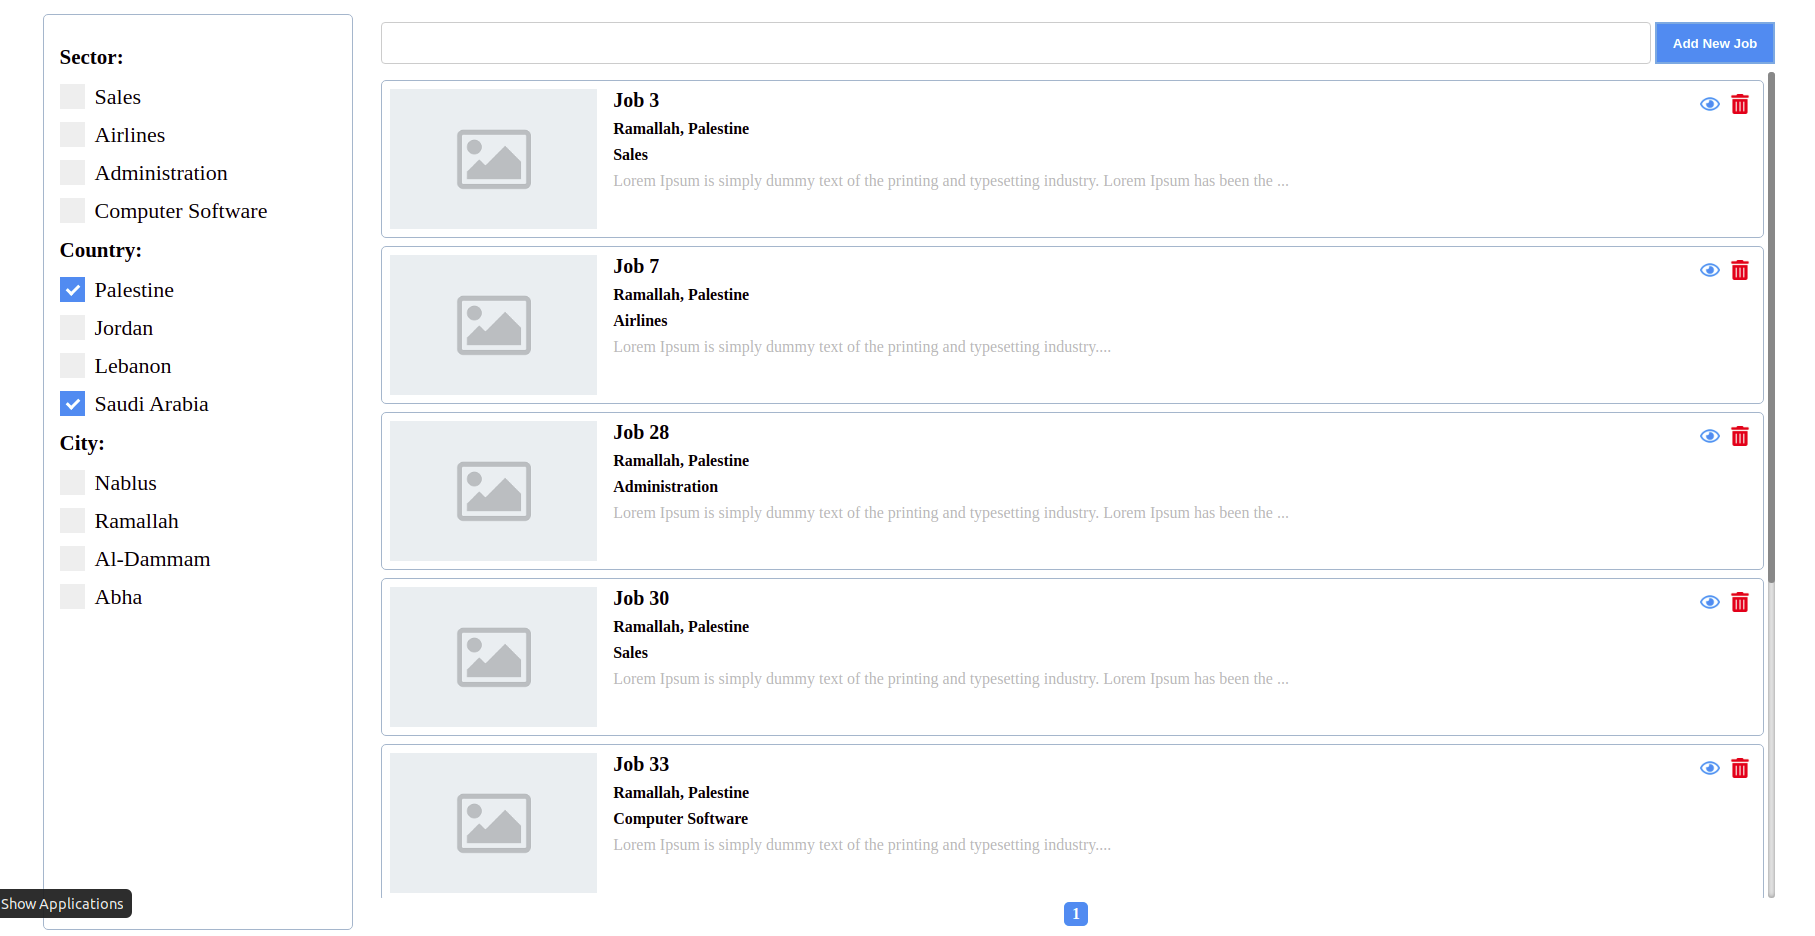 Sector:
Sales
Airlines
Administration
Computer Software
Country:
Palestine
Jordan
Lebanon
Saudi Arabia
City:
Nablus
Ramallah
Al-Dammam
Abha
Show Applications
Add New Job
Job 3
Ramallah, Palestine
Sales
Lorem Ipsum is simply dummy text of the printing and typesetting industry. Lorem Ipsum has been the ...
Job 7
Ramallah, Palestine
Airlines
Lorem Ipsum is simply dummy text of the printing and typesetting industry....
Job 28
Ramallah, Palestine
Administration
Lorem Ipsum is simply dummy text of the printing and typesetting industry. Lorem Ipsum has been the ...
Job 30
Ramallah, Palestine
Sales
Lorem Ipsum is simply dummy text of the printing and typesetting industry. Lorem Ipsum has been the ...
Job 33
Ramallah, Palestine
Computer Software
Lorem Ipsum is simply dummy text of the printing and typesetting industry....
1